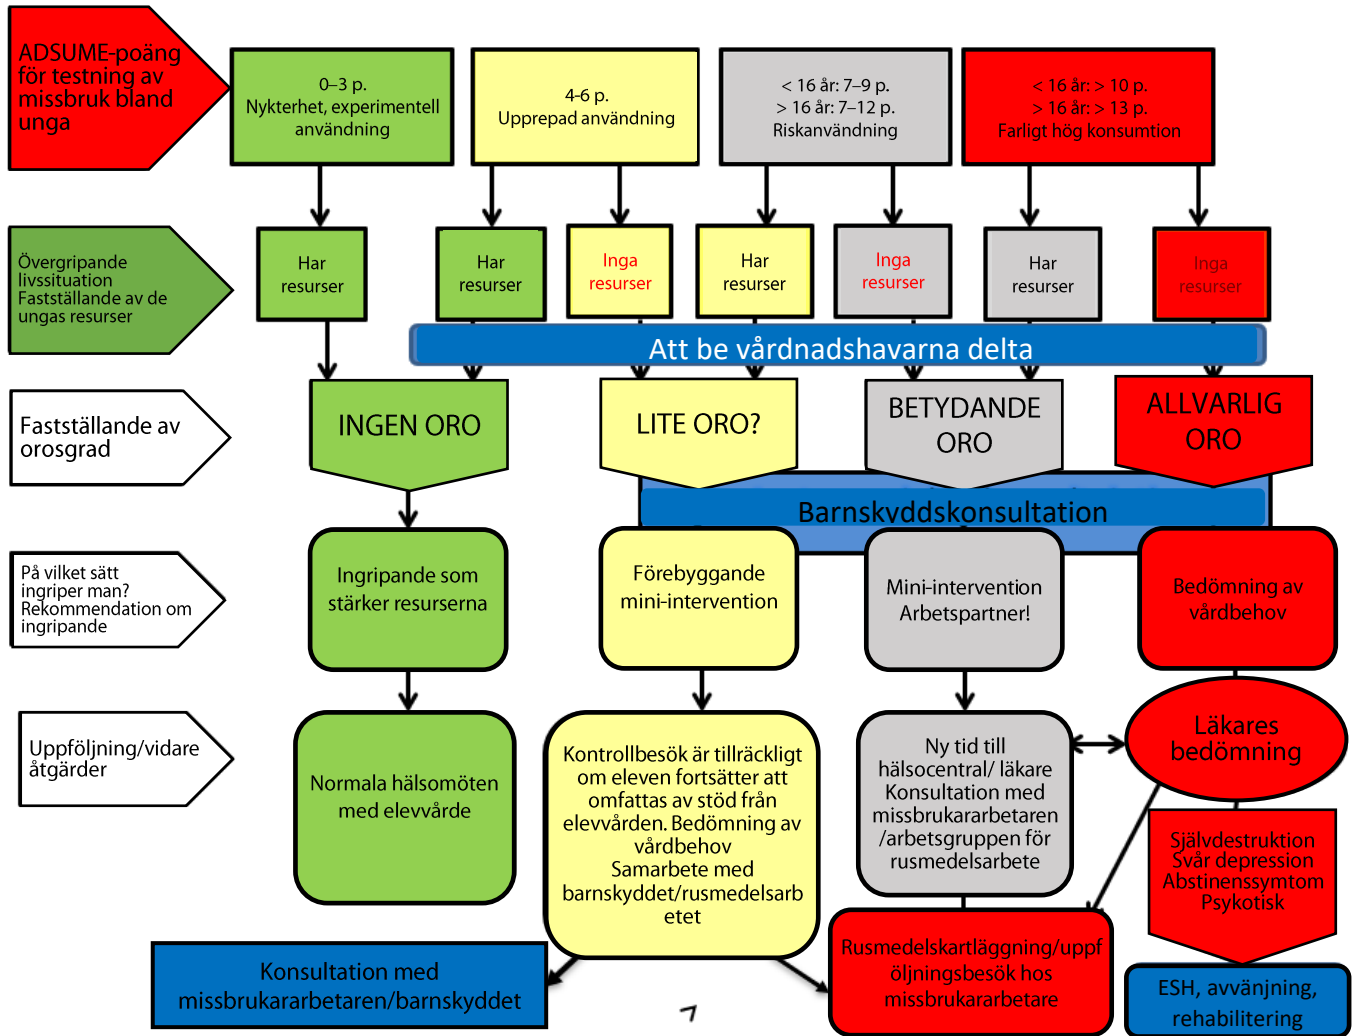 ADSUME-poäng
för testning av
missbruk bland
unga
0–3 p.
Nykterhet, experimentell
användning
4-6 p.
Upprepad användning
< 16 år: 7–9 p.
> 16 år: 7–12 p.
Riskanvändning
< 16 år: > 10 p.
> 16 år: > 13 p.
Farligt hög konsumtion
Övergripande
livssituation
Fastställande av de
ungas resurser
Har
resurser
Har
resurser
Inga
resurser
Har
resurser
Inga
resurser
Har
resurser
Inga
resurser
Att be vårdnadshavarna delta
Fastställande av
orosgrad
INGEN ORO
LITE ORO?
BETYDANDE
ORO
ALLVARLIG
ORO
Barnskyddskonsultation
På vilket sätt
ingriper man?
Rekommendation om
ingripande
Ingripande som
stärker resurserna
Förebyggande
mini-intervention
Mini-intervention
Arbetspartner!
Bedömning av
vårdbehov
Uppföljning/vidare
åtgärder
Normala hälsomöten
med elevvårde
Kontrollbesök är tillräckligt
om eleven fortsätter att
omfattas av stöd från
elevvården. Bedömning av
vårdbehov
Samarbete med
barnskyddet/rusmedelsarb
etet
Ny tid till
hälsocentral/ läkare
Konsultation med
missbrukararbetaren
/arbetsgruppen för
rusmedelsarbete
Läkares
bedömning
Självdestruktion
Svår depression
Abstinenssymtom
Psykotisk
Konsultation med
missbrukararbetaren/barnskyddet
Rusmedelskartläggning/uppf
öljningsbesök hos
missbrukararbetare
ESH, avvänjning,
rehabilitering